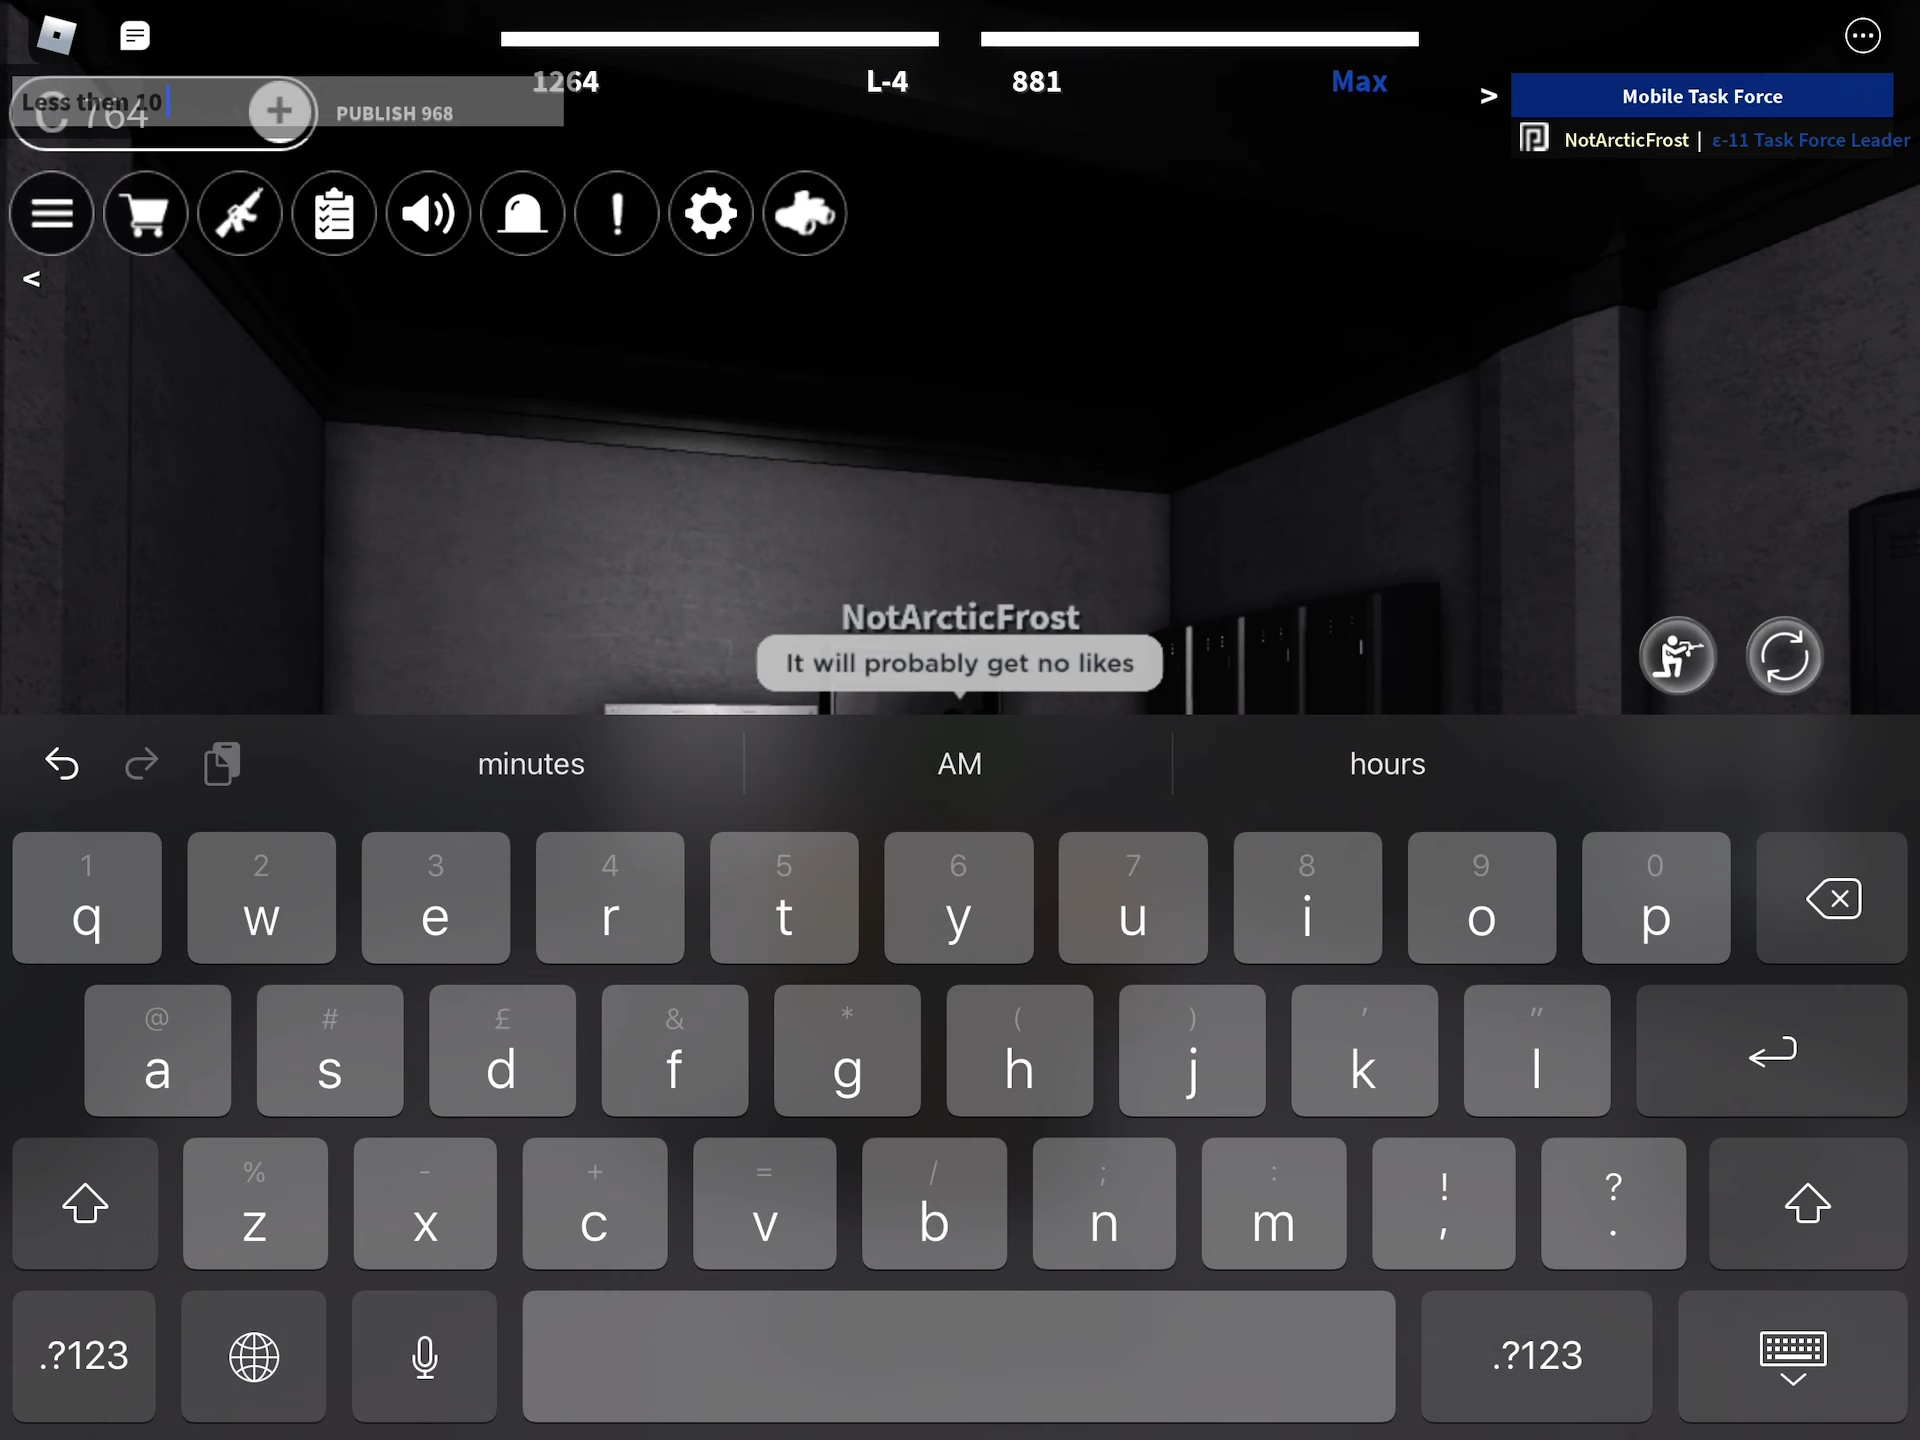 1264 L-4 881 Max
Less then 10
764
PUBLISH 968
> Mobile Task Force
NotArcticFrost | ε-11 Task Force Leader
!
<
NotArcticFrost
It will probably get no likes
minutes AM hours
1 2 3 4 5 6 7 8 9 0
q w e r t y u i o p
@ # £ & * ( ) ' "
a s d f g h j k l
% - + = / ; : ! ?
z x c v b n m , .
.?123 .?123